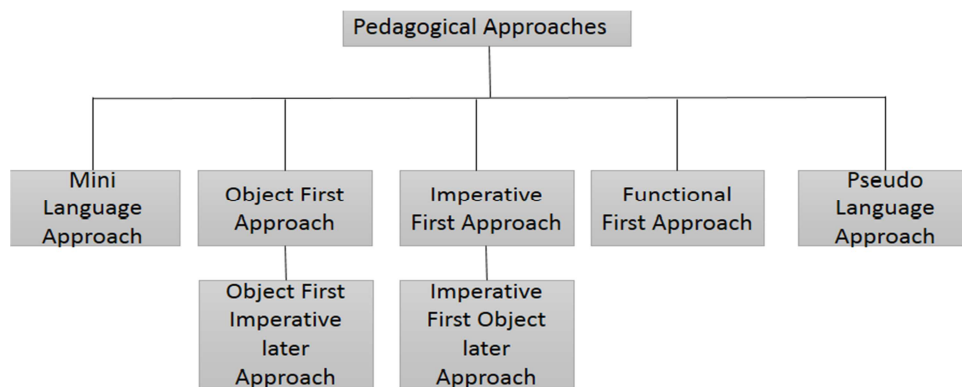 Pedagogical Approaches
Mini
Language
Approach
Object First
Approach
Imperative
First Approach
Functional
First Approach
Pseudo
Language
Approach
Object First
Imperative
later
Approach
Imperative
First Object
later
Approach